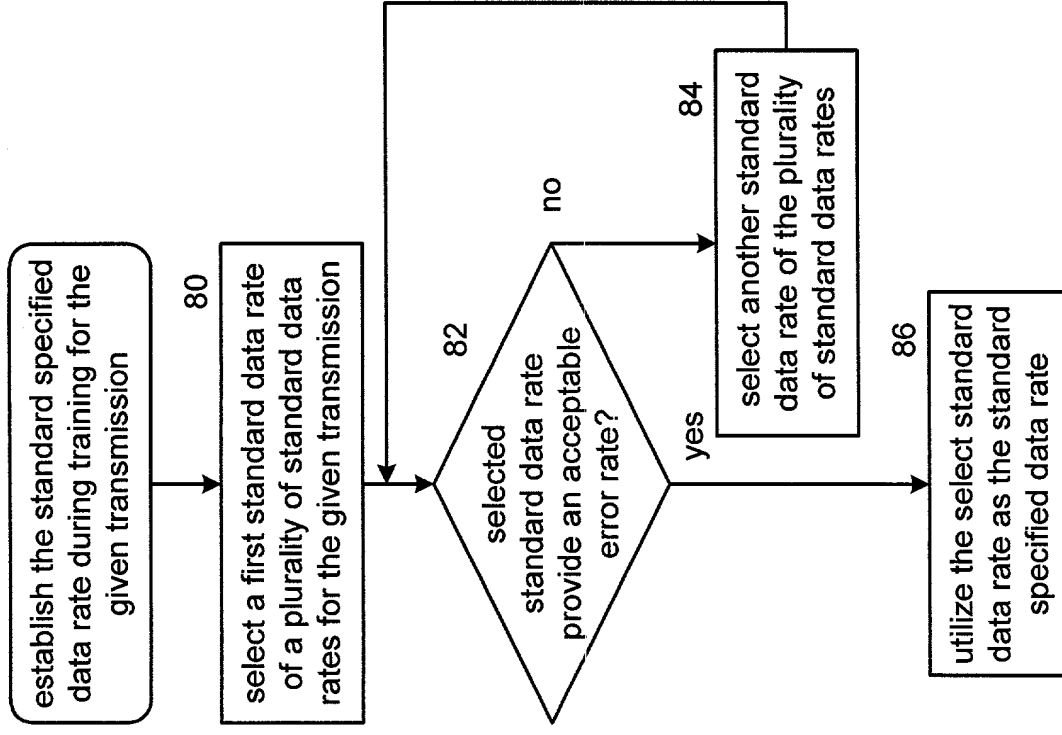 establish the standard specified
data rate during training for the
given transmission
80
select a first standard data rate
of a plurality of standard data
rates for the given transmission
82
selected
standard data rate
provide an acceptable
error rate?
no
yes
84
select another standard
data rate of the plurality
of standard data rates
86
utilize the select standard
data rate as the standard
specified data rate